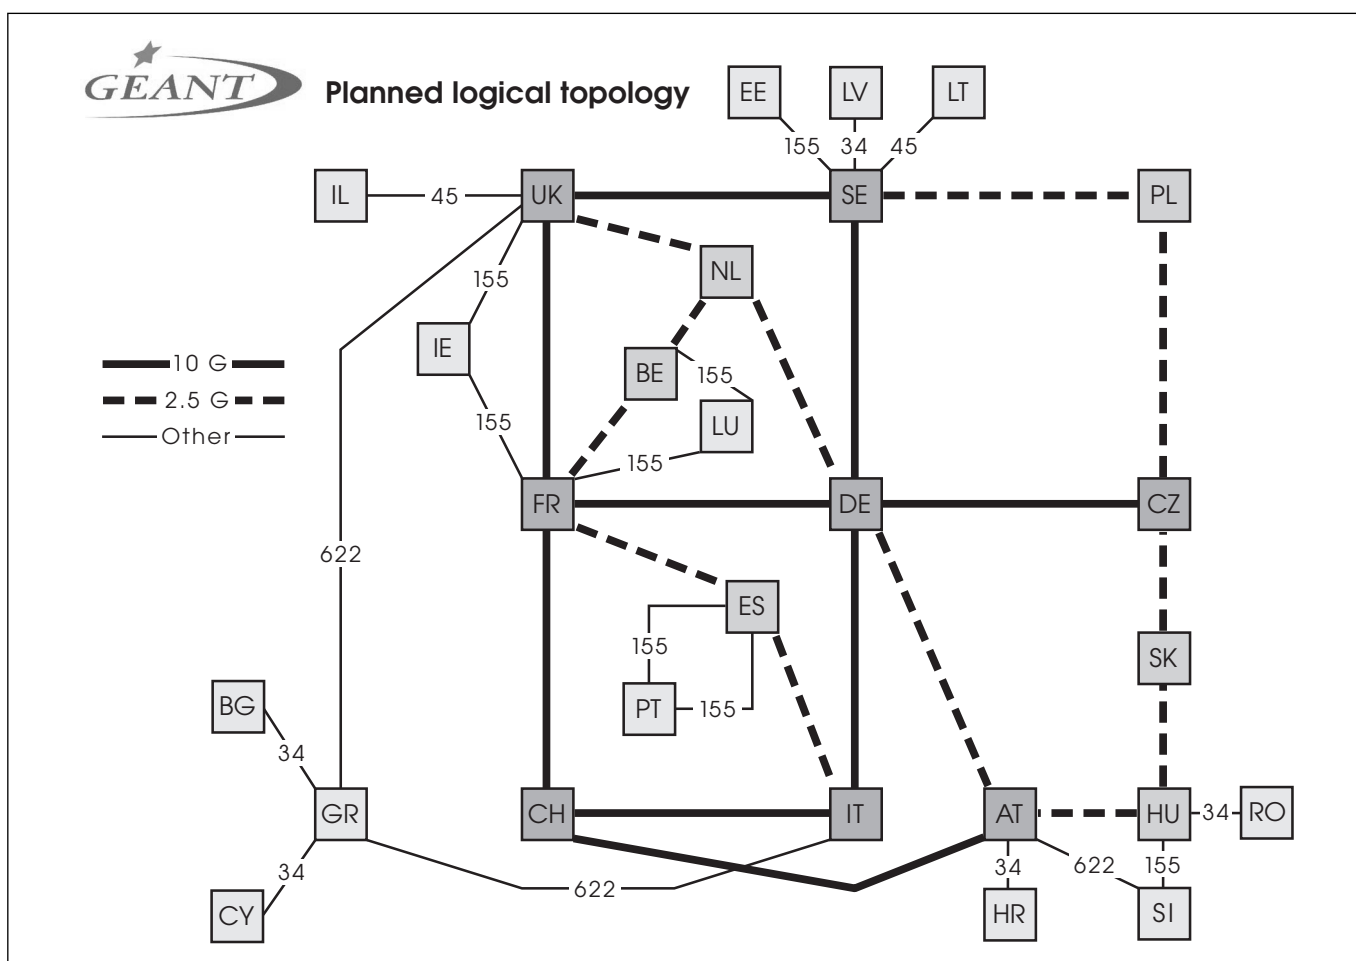 GÉANT Planned logical topology
EE LV LT
155 34 45
IL 45 UK SE PL
NL
155
IE BE 155
10 G
2.5 G
Other
LU
155
155
FR DE CZ
622
ES
155
SK
PT 155
BG
34
GR CH IT AT HU 34 RO
34
622
34 622 155
CY HR SI